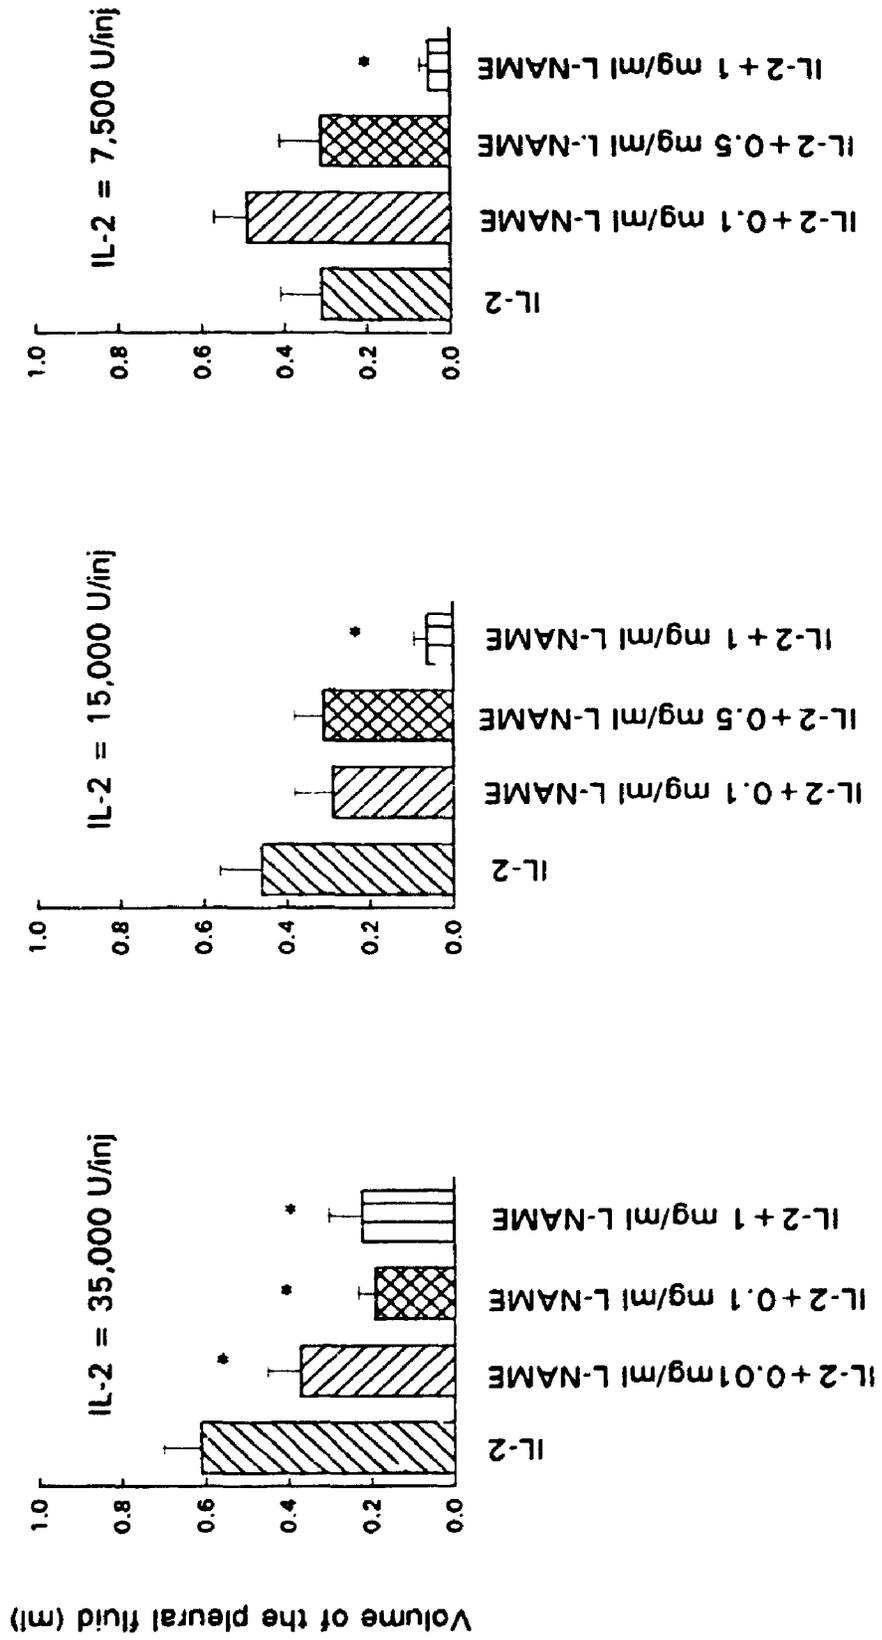 Volume of the pleural fluid (ml)
IL-2 = 35,000 U/inj
1.0
0.8
0.6
0.4
0.2
0.0
*
*
*
IL-2
IL-2+0.01mg/ml L-NAME
IL-2+0.1 mg/ml L-NAME
IL-2+1 mg/ml L-NAME
IL-2 = 15,000 U/inj
1.0
0.8
0.6
0.4
0.2
0.0
*
IL-2
IL-2+0.1 mg/ml L-NAME
IL-2+0.5 mg/ml L-NAME
IL-2+1 mg/ml L-NAME
IL-2 = 7,500 U/inj
1.0
0.8
0.6
0.4
0.2
0.0
*
IL-2
IL-2+0.1 mg/ml L-NAME
IL-2+0.5 mg/ml L.-NAME
IL-2+1 mg/ml L-NAME